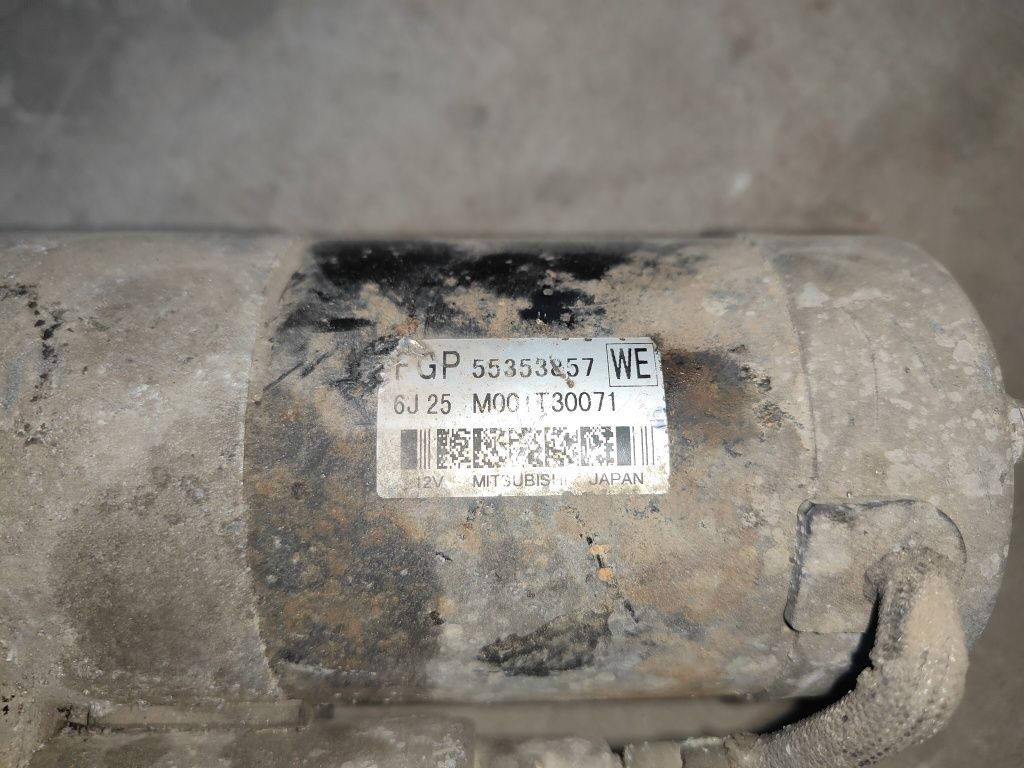 FGP 55353857 WE
6J 25 M001T30071
12V MITSUBISHI JAPAN